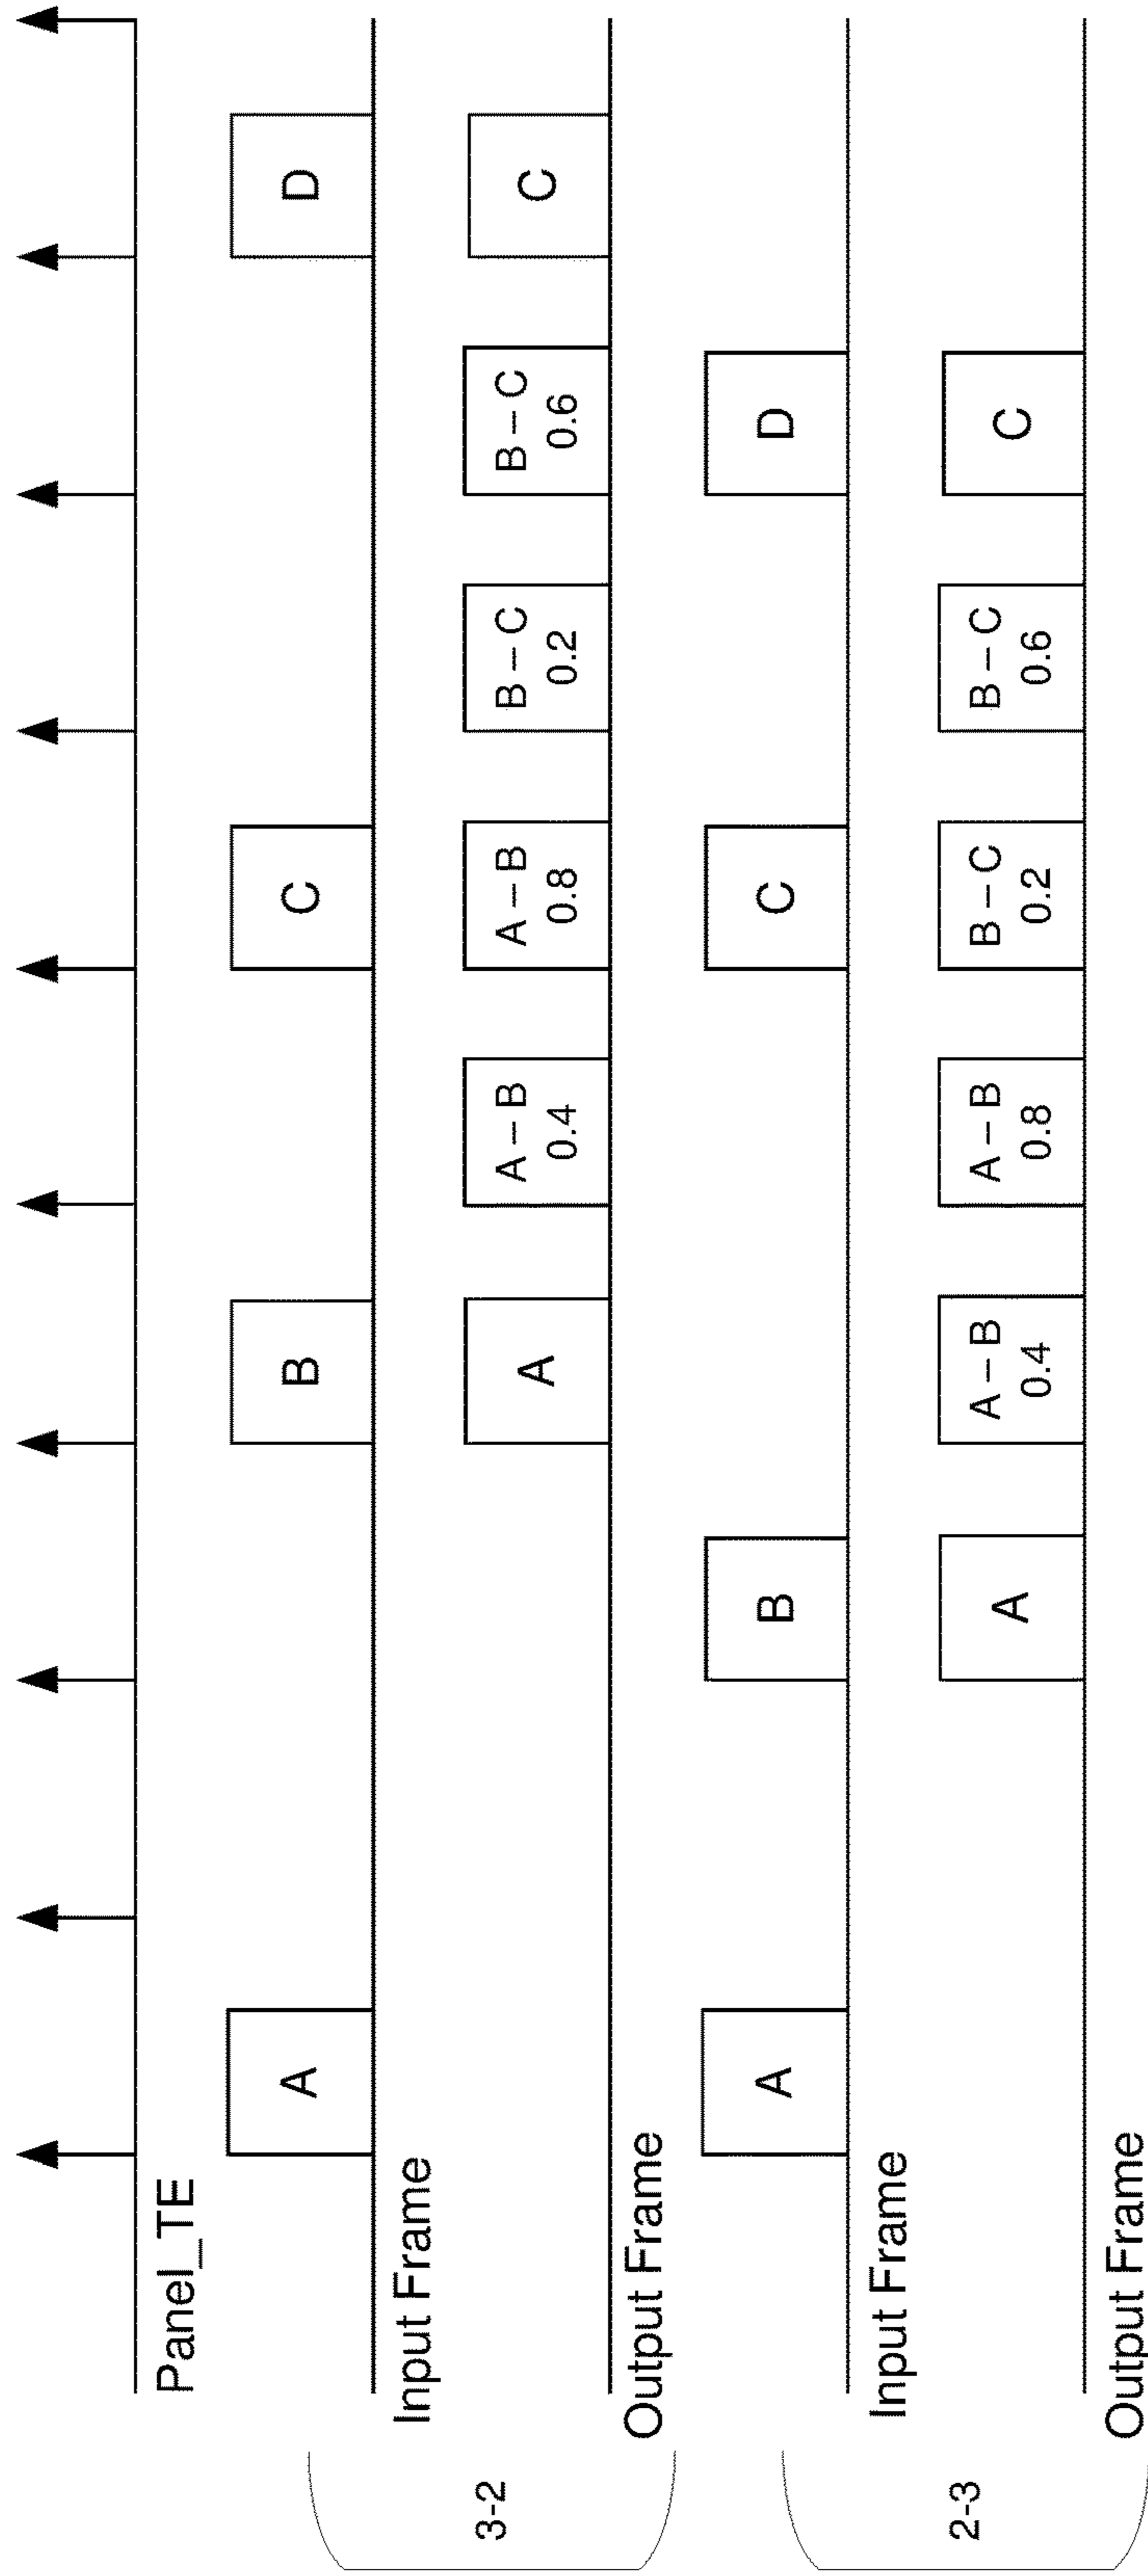 Panel_TE
3-2
Input Frame
A
B
C
D
Output Frame
A
A-B
0.4
A-B
0.8
B-C
0.2
B-C
0.6
C
2-3
Input Frame
A
B
C
D
Output Frame
A
A-B
0.4
A-B
0.8
B-C
0.2
B-C
0.6
C